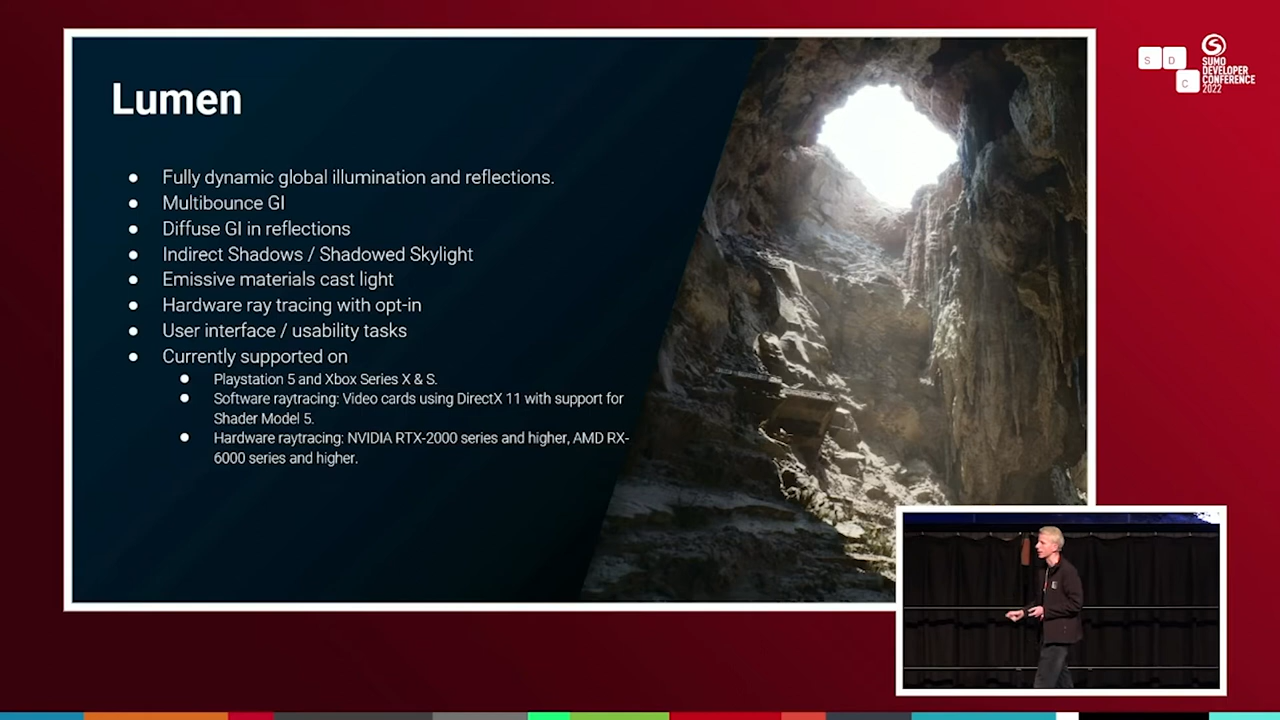 Lumen
● Fully dynamic global illumination and reflections.
● Multibounce GI
● Diffuse GI in reflections
● Indirect Shadows / Shadowed Skylight
● Emissive materials cast light
● Hardware ray tracing with opt-in
● User interface / usability tasks
● Currently supported on
● Playstation 5 and Xbox Series X & S.
● Software raytracing: Video cards using DirectX 11 with support for
Shader Model 5.
● Hardware raytracing: NVIDIA RTX-2000 series and higher, AMD RX-
6000 series and higher.
S D
C
SUMO
DEVELOPER
CONFERENCE
2022